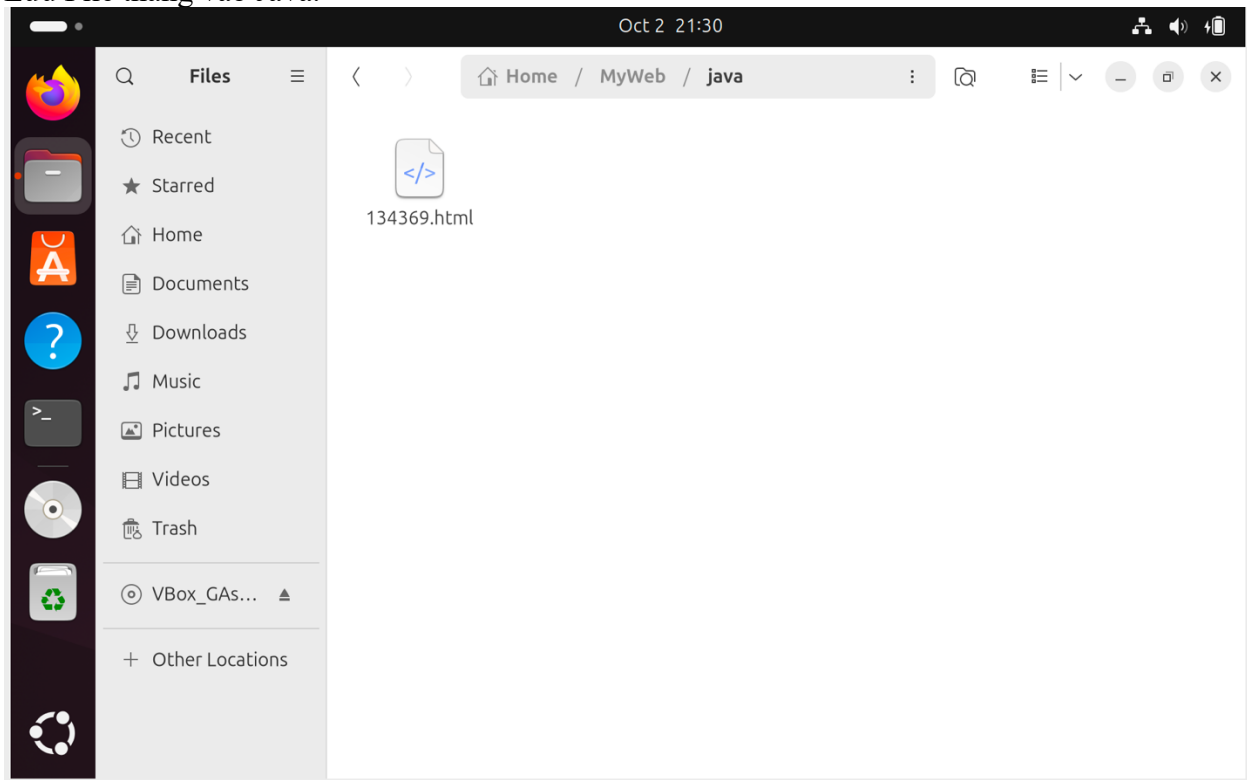 Oct 2 21:30
Files
Home / MyWeb / java
Recent
Starred
134369.html
Home
Documents
Downloads
Music
Pictures
Videos
Trash
VBox_GAs...
+ Other Locations